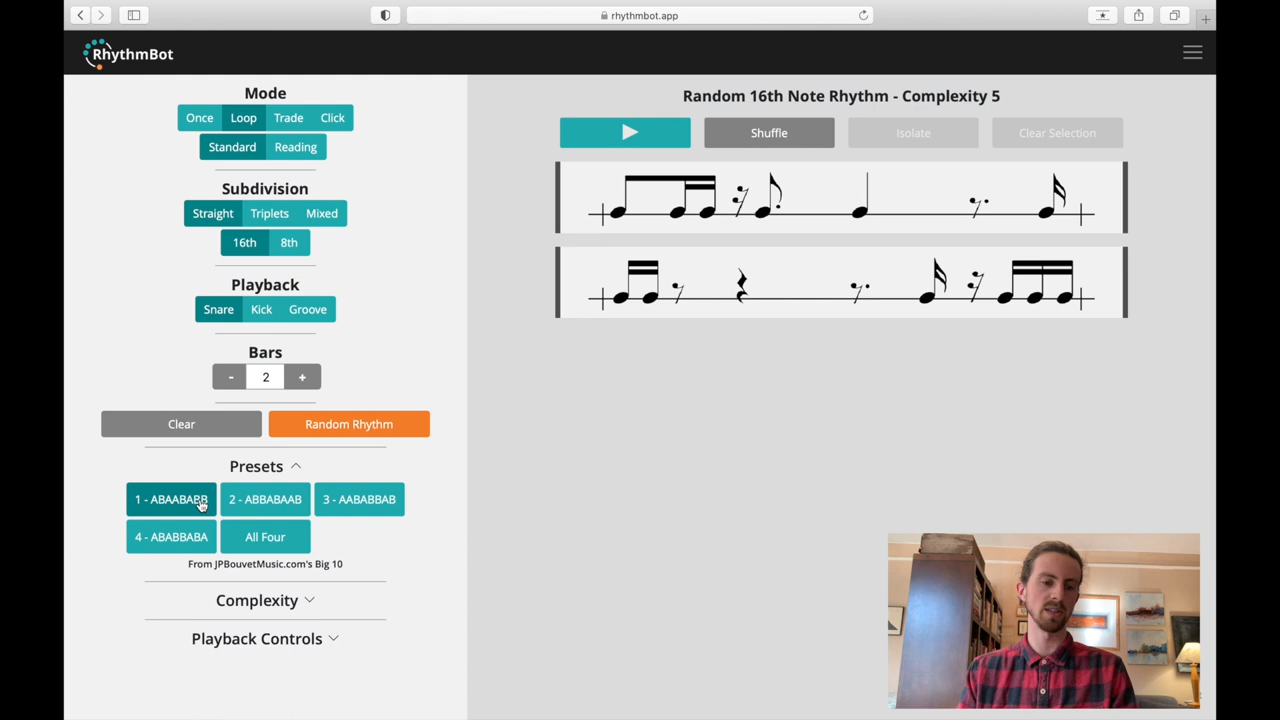 rhythmbot.app
RhythmBot
Mode
Once Loop Trade Click
Standard Reading
Subdivision
Straight Triplets Mixed
16th 8th
Playback
Snare Kick Groove
Bars
- 2 +
Clear Random Rhythm
Presets
1 - ABAABABB 2 - ABBABAAB 3 - AABABBAB
4 - ABABBABA All Four
From JPBouvetMusic.com's Big 10
Complexity
Playback Controls
Random 16th Note Rhythm - Complexity 5
Shuffle Isolate Clear Selection